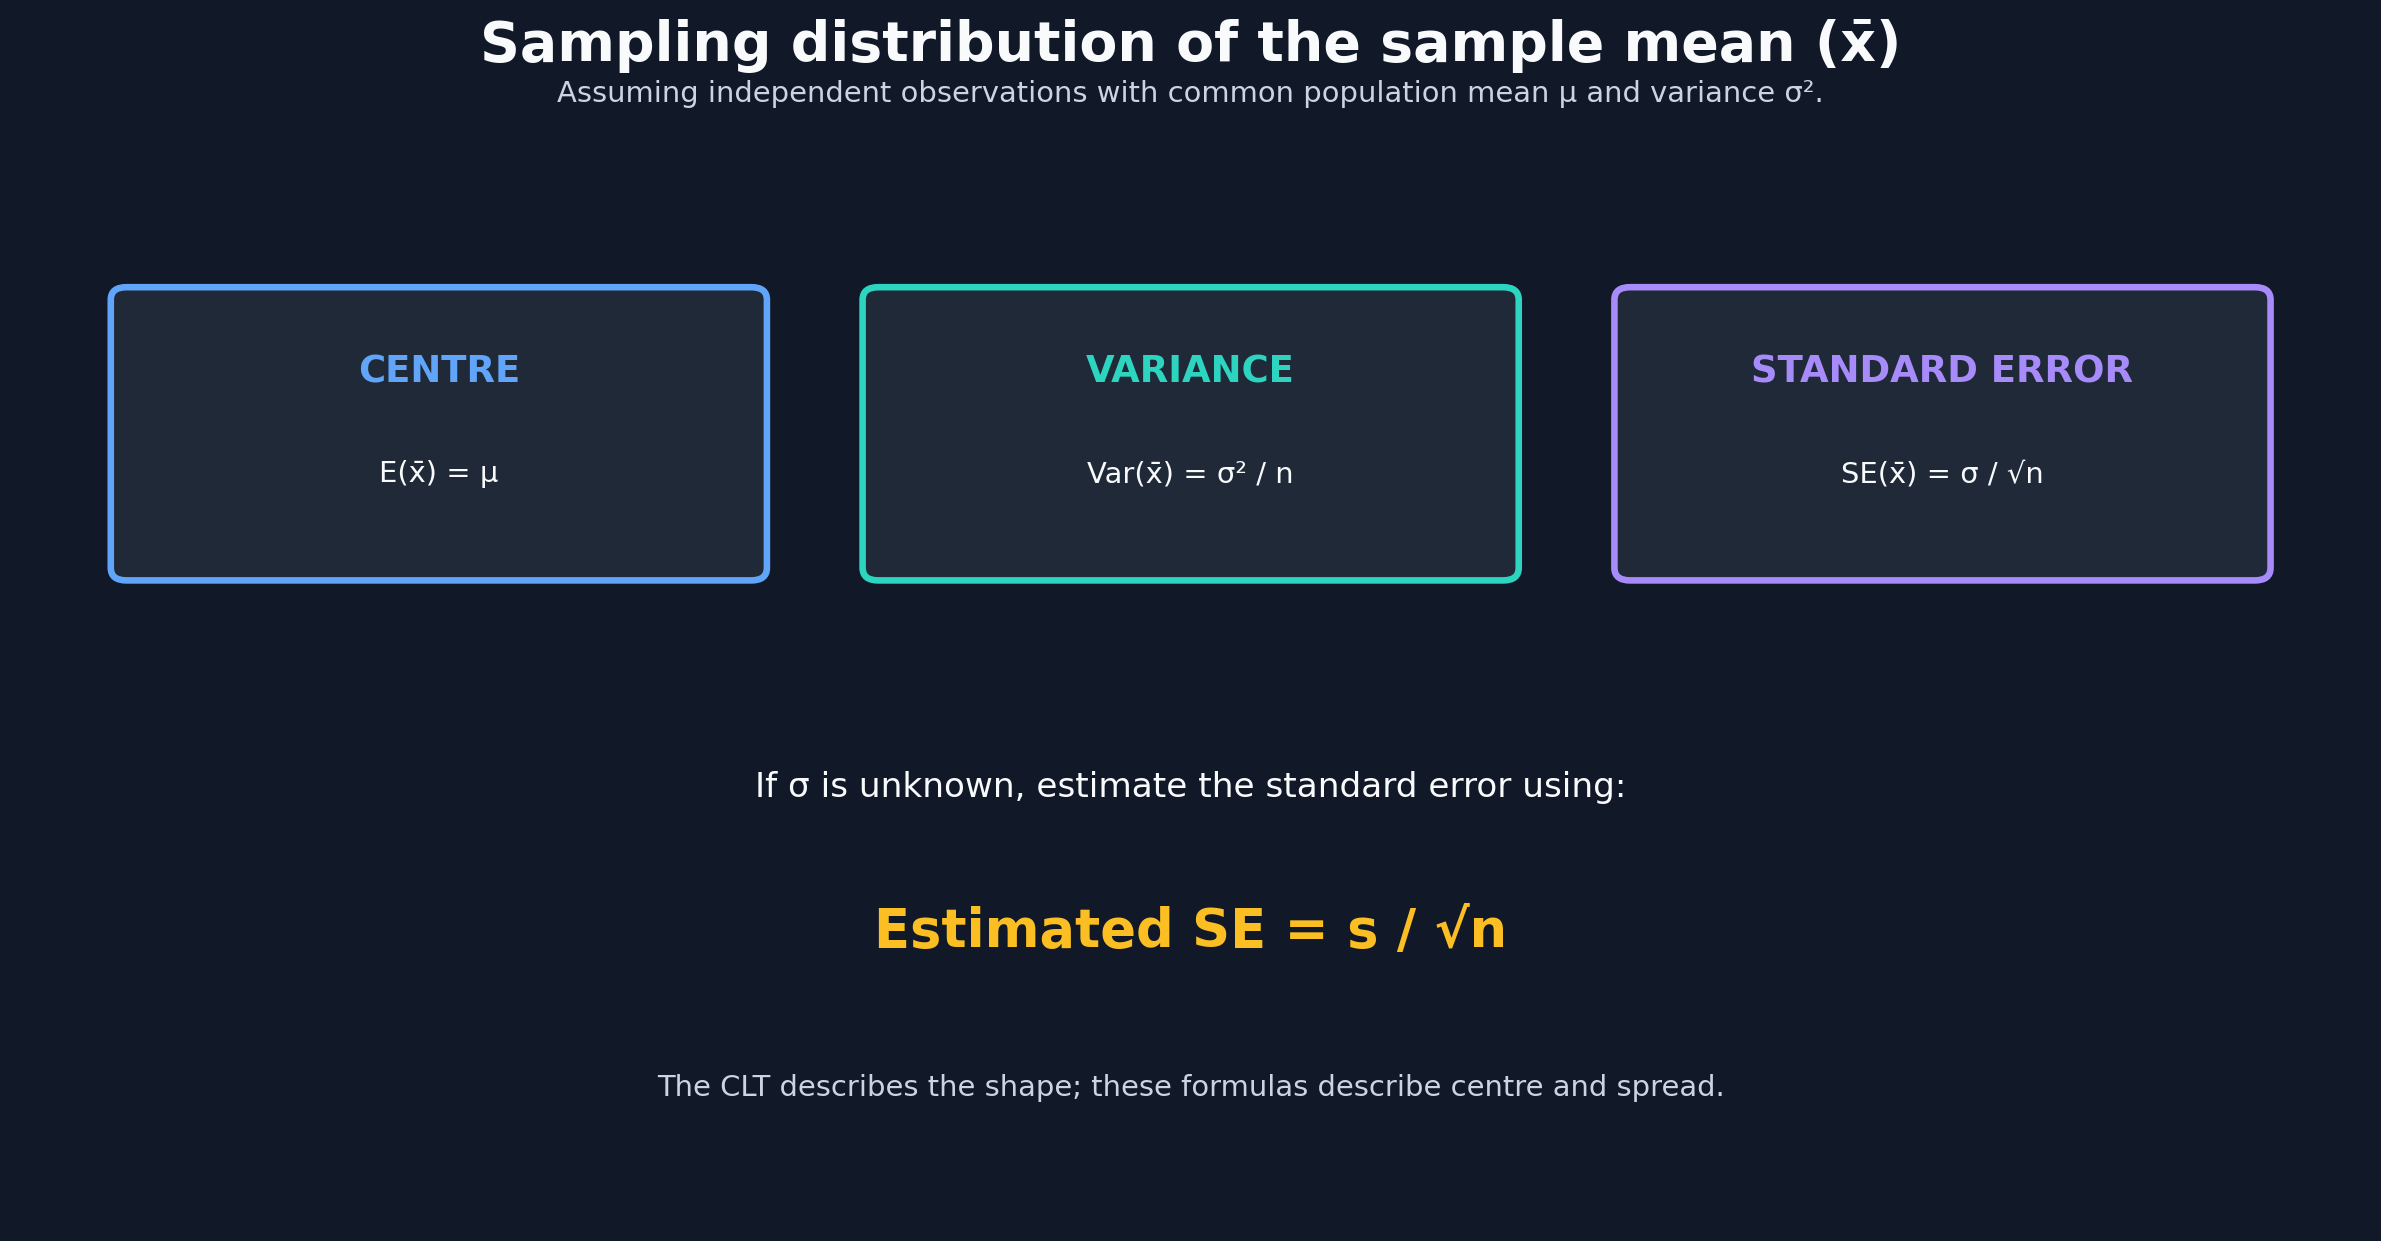 Sampling distribution of the sample mean (x̄)
Assuming independent observations with common population mean μ and variance σ².
CENTRE
E(x̄) = μ
VARIANCE
Var(x̄) = σ² / n
STANDARD ERROR
SE(x̄) = σ / √n
If σ is unknown, estimate the standard error using:
Estimated SE = s / √n
The CLT describes the shape; these formulas describe centre and spread.